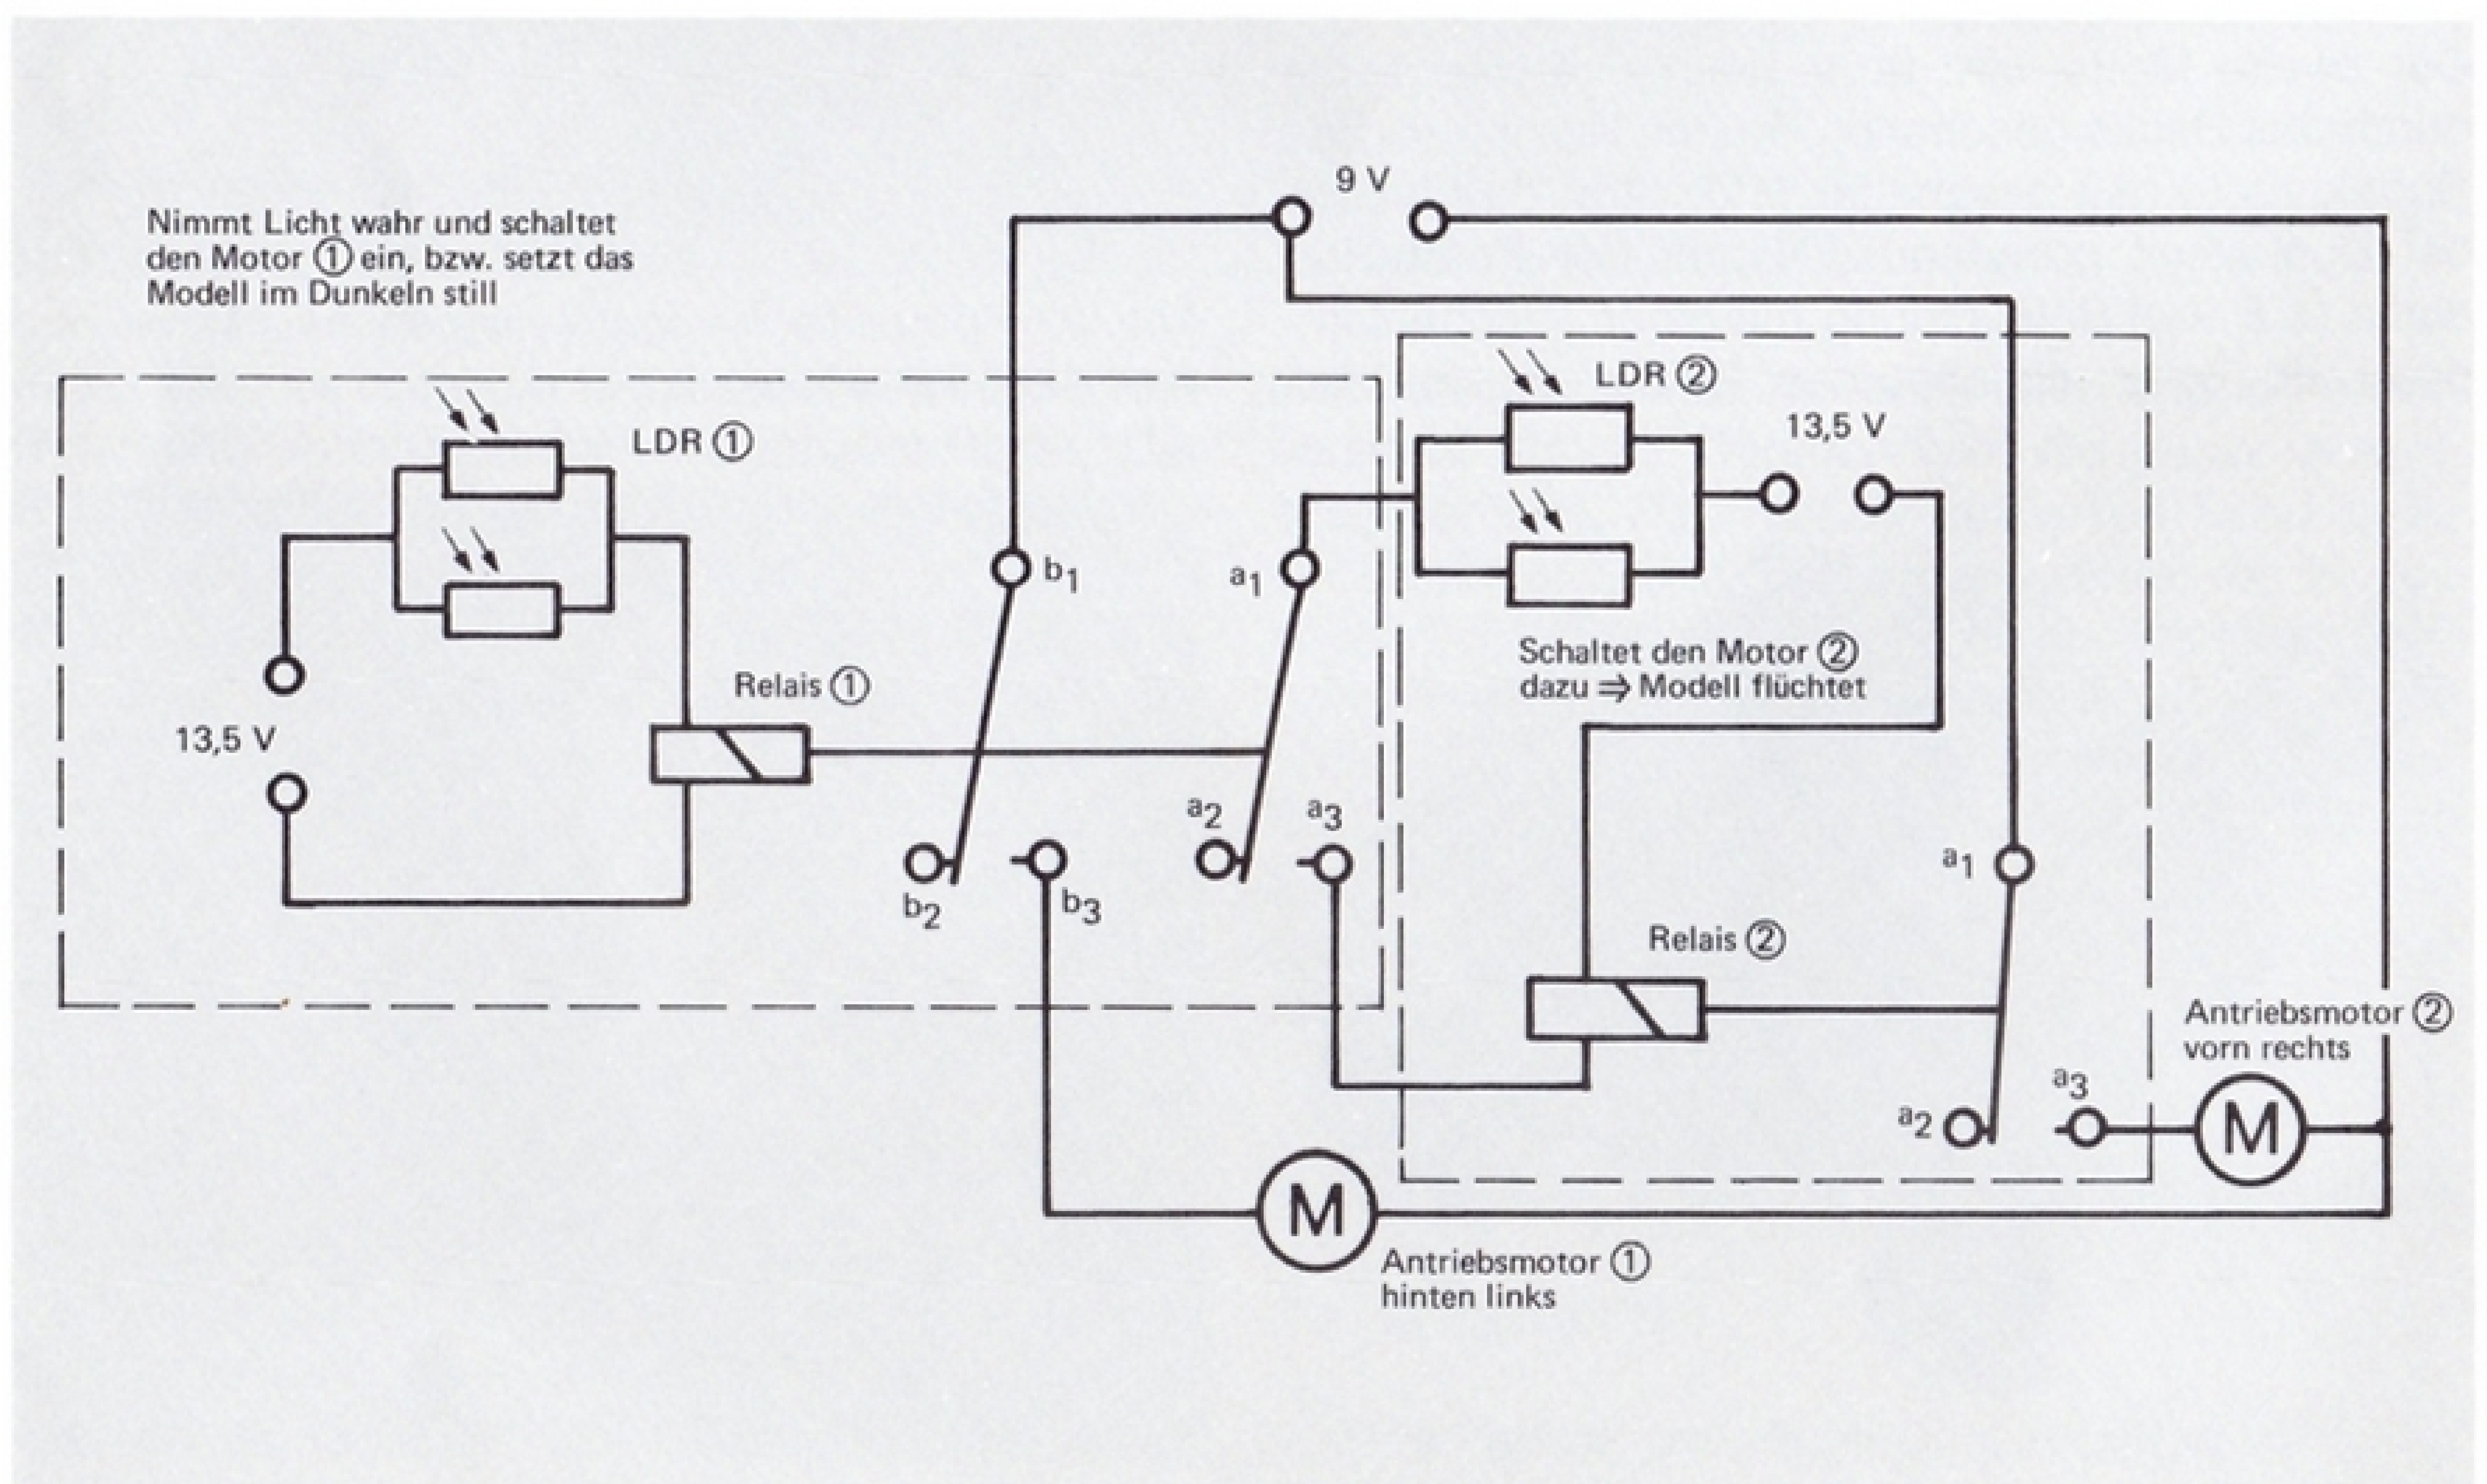 9 V
Nimmt Licht wahr und schaltet
den Motor ① ein, bzw. setzt das
Modell im Dunkeln still
LDR ①
LDR ②
13,5 V
b1
a1
Schaltet den Motor ②
dazu ⇒ Modell flüchtet
Relais ①
13,5 V
a2
a3
b2
b3
a1
Relais ②
Antriebsmotor ②
vorn rechts
a3
a2
M
M
Antriebsmotor ①
hinten links